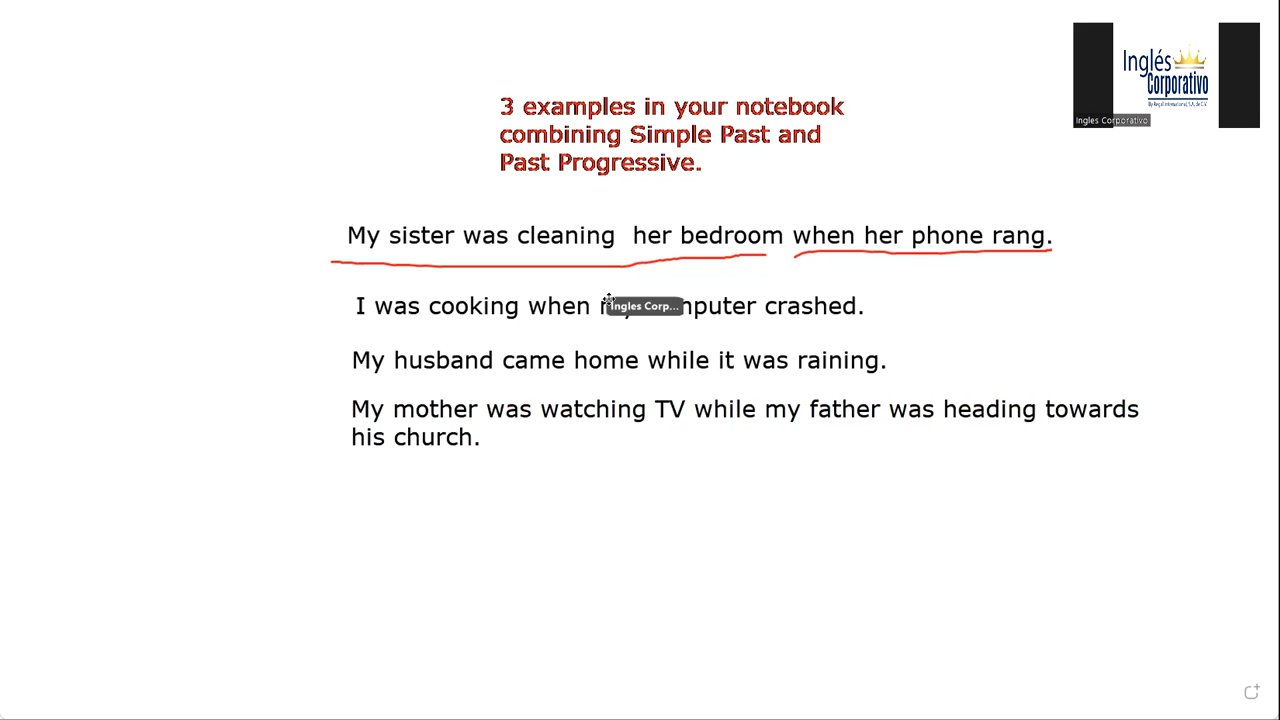 Inglés
Corporativo
Ingles Corporativo
3 examples in your notebook
combining Simple Past and
Past Progressive.
My sister was cleaning her bedroom when her phone rang.
I was cooking when crashed.
Ingles Corp...
My husband came home while it was raining.
My mother was watching TV while my father was heading towards
his church.